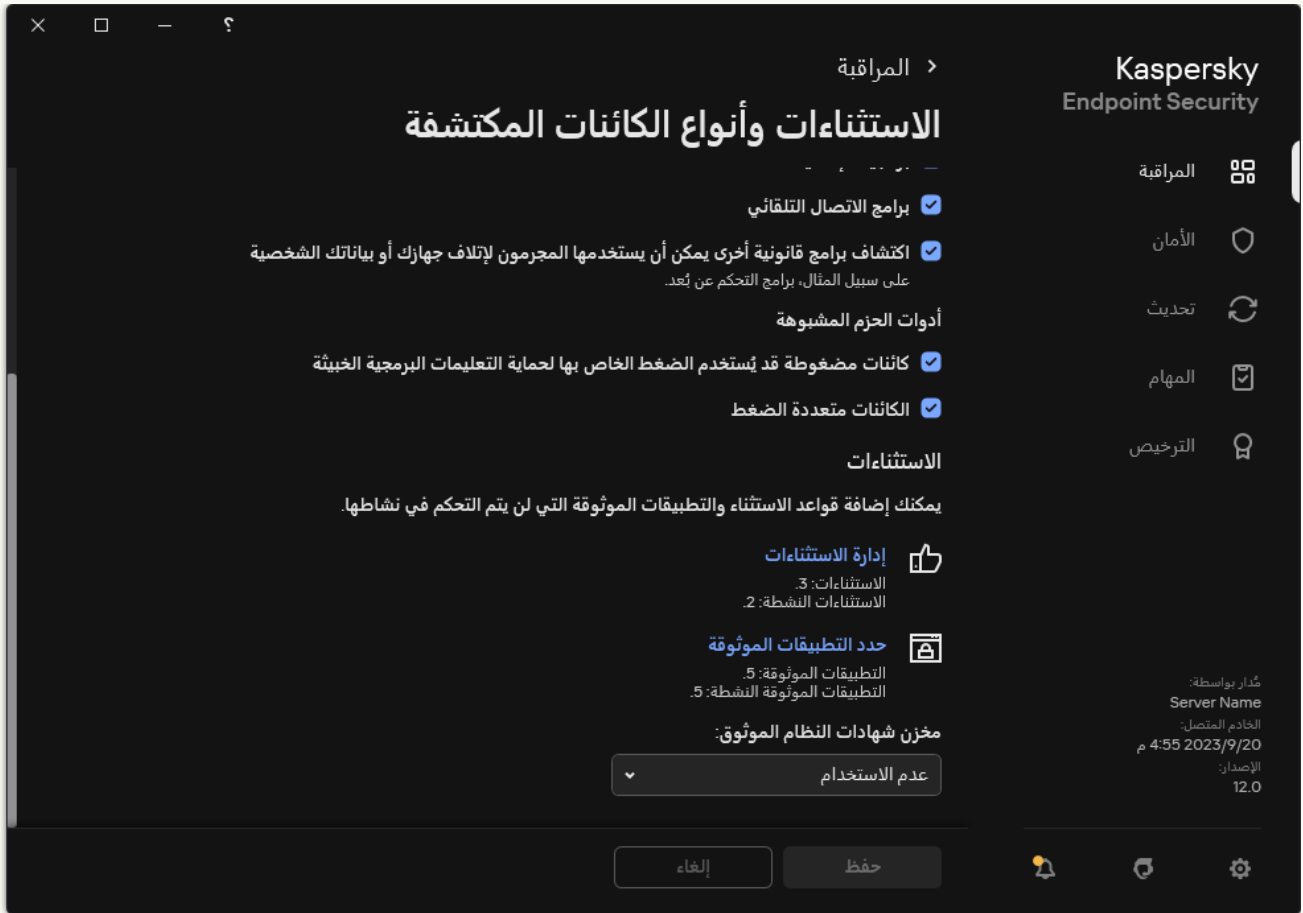 ؟
Kaspersky
Endpoint Security
المراقبة
الأمان
تحديث
المهام
الترخيص
مُدار بواسطة:
Server Name
الخادم المتصل:
2023/9/20 4:55 م
الإصدار:
12.0
المراقبة
الاستثناءات وأنواع الكائنات المكتشفة
برامج الاتصال التلقائي
اكتشاف برامج قانونية أخرى يمكن أن يستخدمها المجرمون لإتلاف جهازك أو بياناتك الشخصية
على سبيل المثال، برامج التحكم عن بُعد.
أدوات الحزم المشبوهة
كائنات مضغوطة قد يُستخدم الضغط الخاص بها لحماية التعليمات البرمجية الخبيثة
الكائنات متعددة الضغط
الاستثناءات
يمكنك إضافة قواعد الاستثناء والتطبيقات الموثوقة التي لن يتم التحكم في نشاطها.
إدارة الاستثناءات
الاستثناءات: 3.
الاستثناءات النشطة: 2.
حدد التطبيقات الموثوقة
التطبيقات الموثوقة: 5.
التطبيقات الموثوقة النشطة: 5.
مخزن شهادات النظام الموثوق:
عدم الاستخدام
حفظ
إلغاء